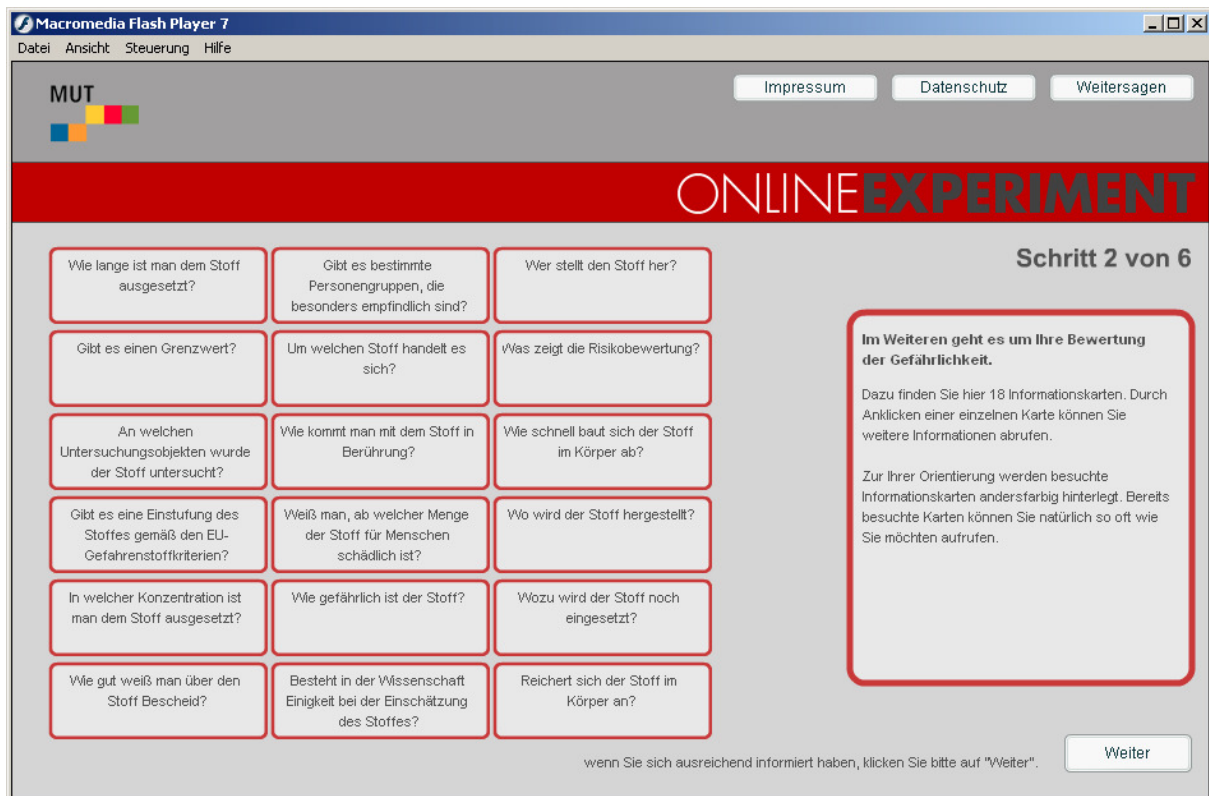 Macromedia Flash Player 7
Datei Ansicht Steuerung Hilfe
MUT
Impressum
Datenschutz
Weitersagen
ONLINEEXPERIMENT
Schritt 2 von 6
Wie lange ist man dem Stoff
ausgesetzt?
Gibt es bestimmte
Personengruppen, die
besonders empfindlich sind?
Wer stellt den Stoff her?
Gibt es einen Grenzwert?
Um welchen Stoff handelt es
sich?
Was zeigt die Risikobewertung?
An welchen
Untersuchungsobjekten wurde
der Stoff untersucht?
Wie kommt man mit dem Stoff in
Berührung?
Wie schnell baut sich der Stoff
im Körper ab?
Gibt es eine Einstufung des
Stoffes gemäß den EU-
Gefahrenstoffkriterien?
Weiß man, ab welcher Menge
der Stoff für Menschen
schädlich ist?
Wo wird der Stoff hergestellt?
In welcher Konzentration ist
man dem Stoff ausgesetzt?
Wie gefährlich ist der Stoff?
Wozu wird der Stoff noch
eingesetzt?
Wie gut weiß man über den
Stoff Bescheid?
Besteht in der Wissenschaft
Einigkeit bei der Einschätzung
des Stoffes?
Reichert sich der Stoff im
Körper an?
Im Weiteren geht es um Ihre Bewertung
der Gefährlichkeit.
Dazu finden Sie hier 18 Informationskarten. Durch
Anklicken einer einzelnen Karte können Sie
weitere Informationen abrufen.
Zur Ihrer Orientierung werden besuchte
Informationskarten andersfarbig hinterlegt. Bereits
besuchte Karten können Sie natürlich so oft wie
Sie möchten aufrufen.
wenn Sie sich ausreichend informiert haben, klicken Sie bitte auf "Weiter".
Weiter